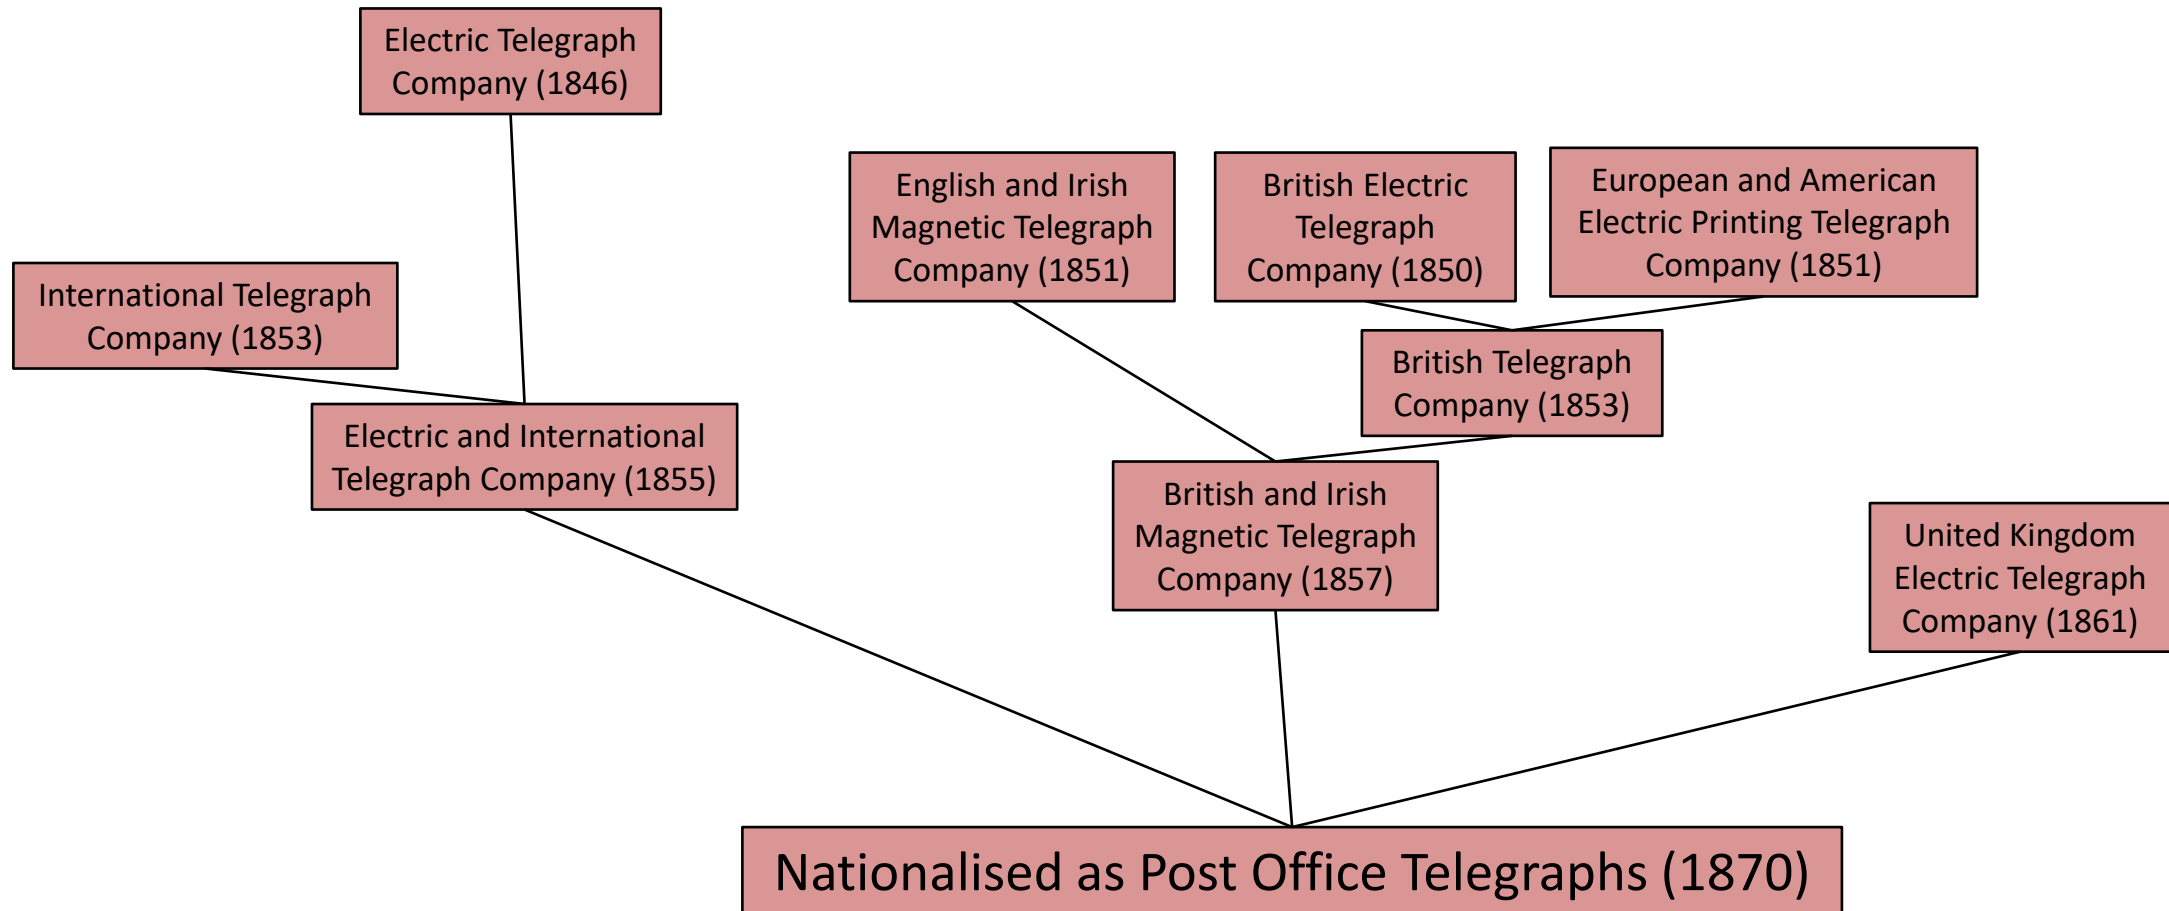 Electric Telegraph
Company (1846)
English and Irish
Magnetic Telegraph
Company (1851)
British Electric
Telegraph
Company (1850)
European and American
Electric Printing Telegraph
Company (1851)
International Telegraph
Company (1853)
British Telegraph
Company (1853)
Electric and International
Telegraph Company (1855)
British and Irish
Magnetic Telegraph
Company (1857)
United Kingdom
Electric Telegraph
Company (1861)
Nationalised as Post Office Telegraphs (1870)